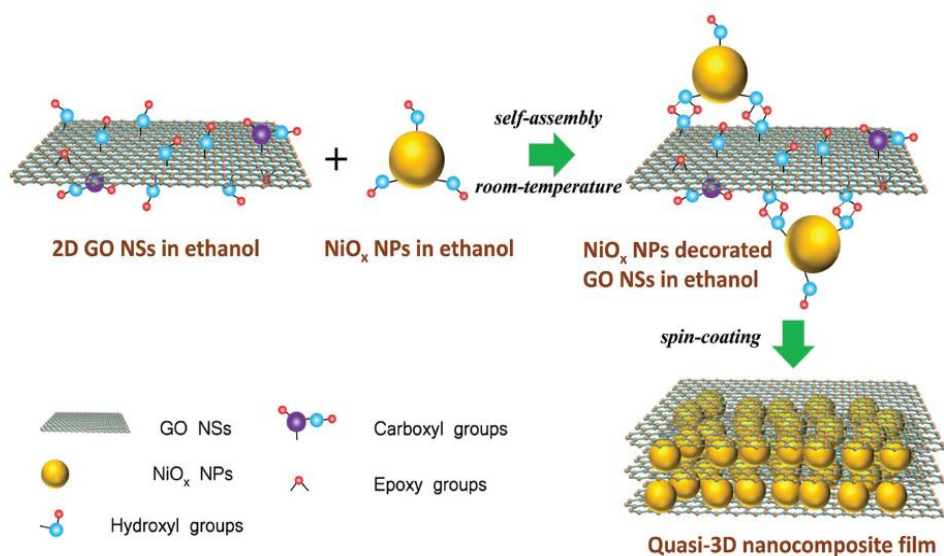 self-assembly
+
room-temperature
2D GO NSs in ethanol
NiOₓ NPs in ethanol
NiOₓ NPs decorated
GO NSs in ethanol
spin-coating
GO NSs
Carboxyl groups
NiOₓ NPs
Epoxy groups
Hydroxyl groups
Quasi-3D nanocomposite film